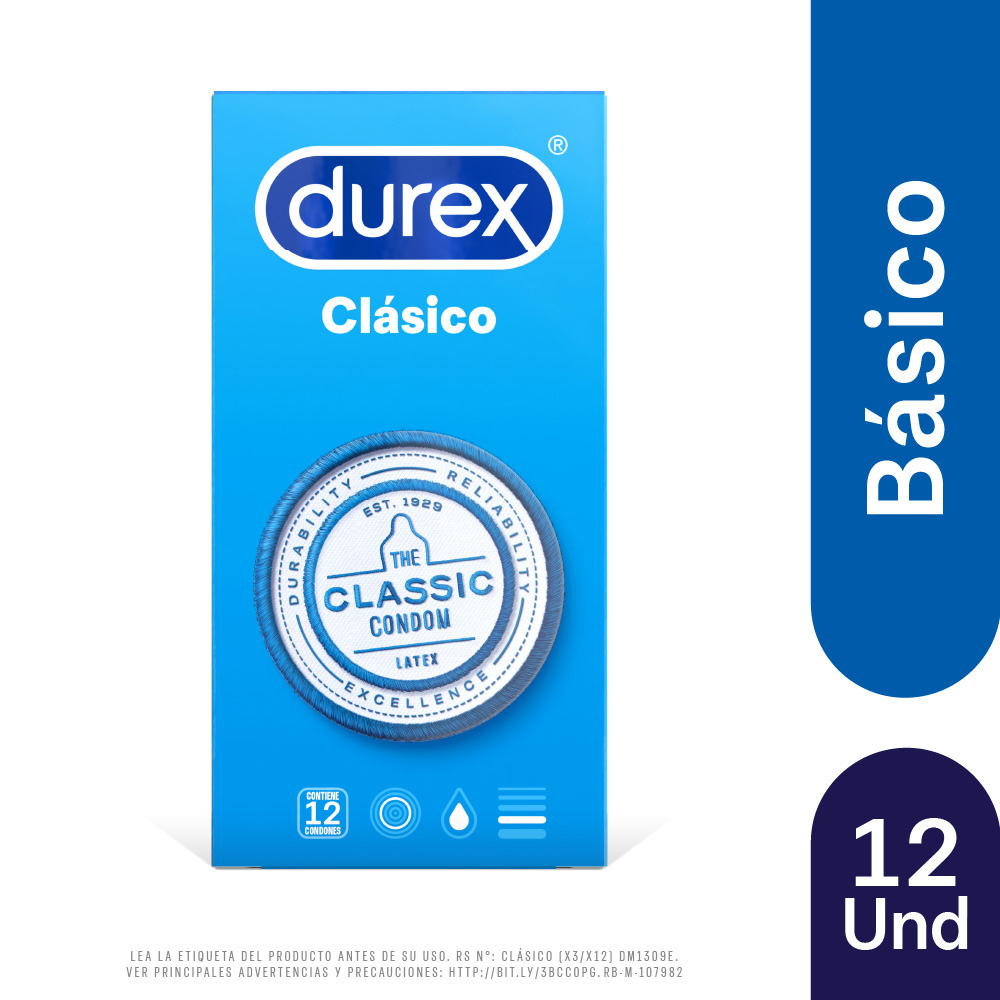 durex®
Clásico
DURABILITY
RELIABILITY
EST. 1929
THE
CLASSIC
CONDOM
LATEX
EXCELLENCE
CONTIENE
12
CONDONES
Básico
12
Und
LEA LA ETIQUETA DEL PRODUCTO ANTES DE SU USO. RS N°: CLÁSICO (X3/X12) DM1309E.
VER PRINCIPALES ADVERTENCIAS Y PRECAUCIONES: HTTP://BIT.LY/3BCCOPG.RB-M-107982